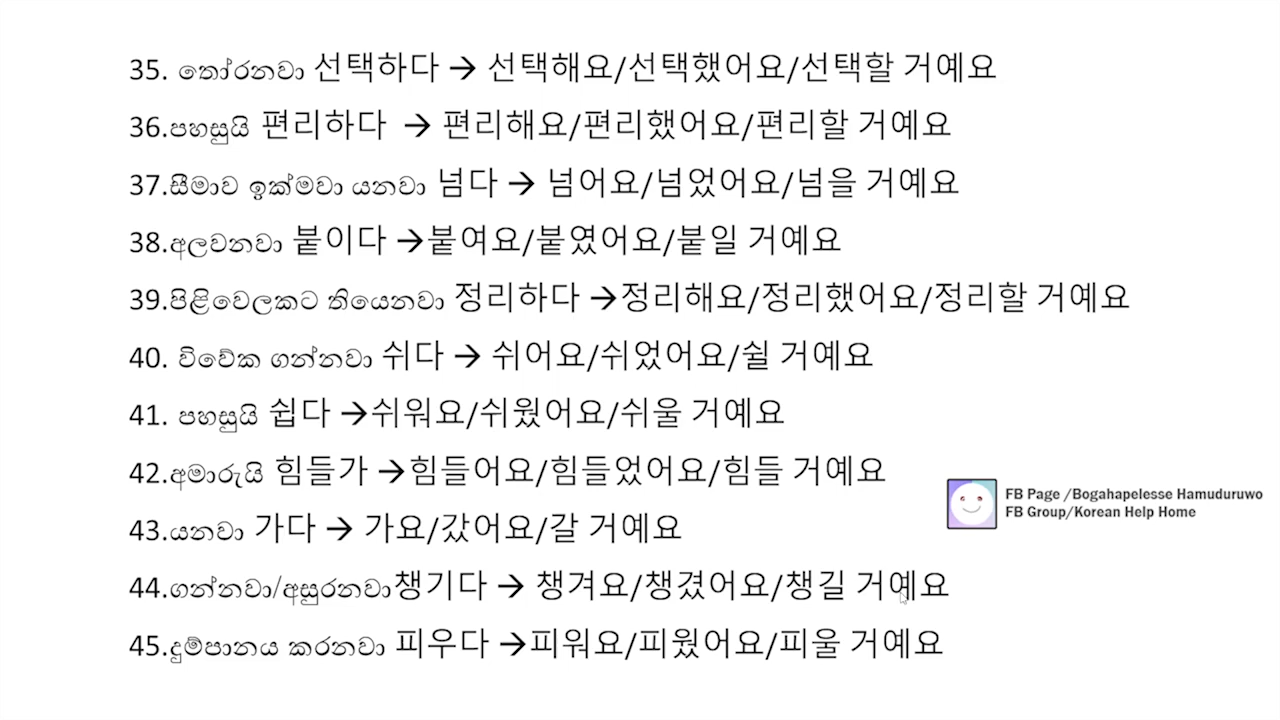 35. තෝරනවා 선택하다 → 선택해요/선택했어요/선택할 거예요
36.පහසුයි 편리하다 → 편리해요/편리했어요/편리할 거예요
37.සීමාව ඉක්මවා යනවා 넘다 → 넘어요/넘었어요/넘을 거예요
38.අලවනවා 붙이다 →붙여요/붙였어요/붙일 거예요
39.පිළිවෙලකට තියෙනවා 정리하다 →정리해요/정리했어요/정리할 거예요
40. විවේක ගන්නවා 쉬다 → 쉬어요/쉬었어요/쉴 거예요
41. පහසුයි 쉽다 →쉬워요/쉬웠어요/쉬울 거예요
42.අමාරුයි 힘들가 →힘들어요/힘들었어요/힘들 거예요
43.යනවා 가다 → 가요/갔어요/갈 거예요
44.ගන්නවා/අසුරනවා챙기다 → 챙겨요/챙겼어요/챙길 거예요
45.දුම්පානය කරනවා 피우다 →피워요/피웠어요/피울 거예요
FB Page /Bogahapelesse Hamuduruwo
FB Group/Korean Help Home